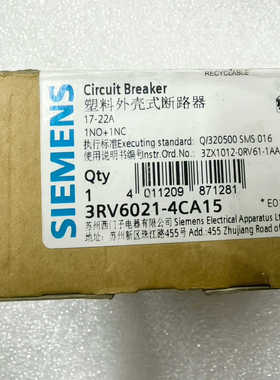 RECYCLABLE
SIEMENS
Circuit Breaker
塑料外壳式断路器
17-22A
1NO+1NC
执行标准Executing standard: Q/320500 SMS 016
使用说明书编号Instr.Ord.No.: 3ZX1012-0RV61-1AA
Qty
1
4 011209 871281
3RV6021-4CA15
* E0
苏州西门子电器有限公司 Siemens Electrical Apparatus Lt
苏州新区珠江路455号 Add: 455 Zhujiang Road of